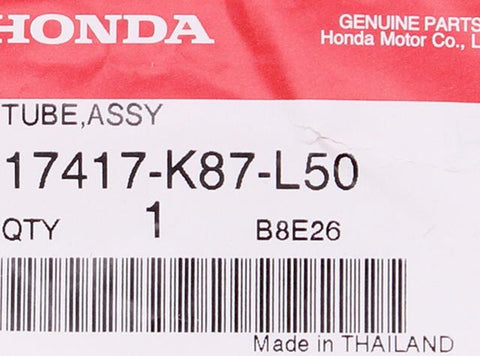 HONDA
GENUINE PARTS
Honda Motor Co., L
TUBE,ASSY
17417-K87-L50
QTY 1 B8E26
Made in THAILAND